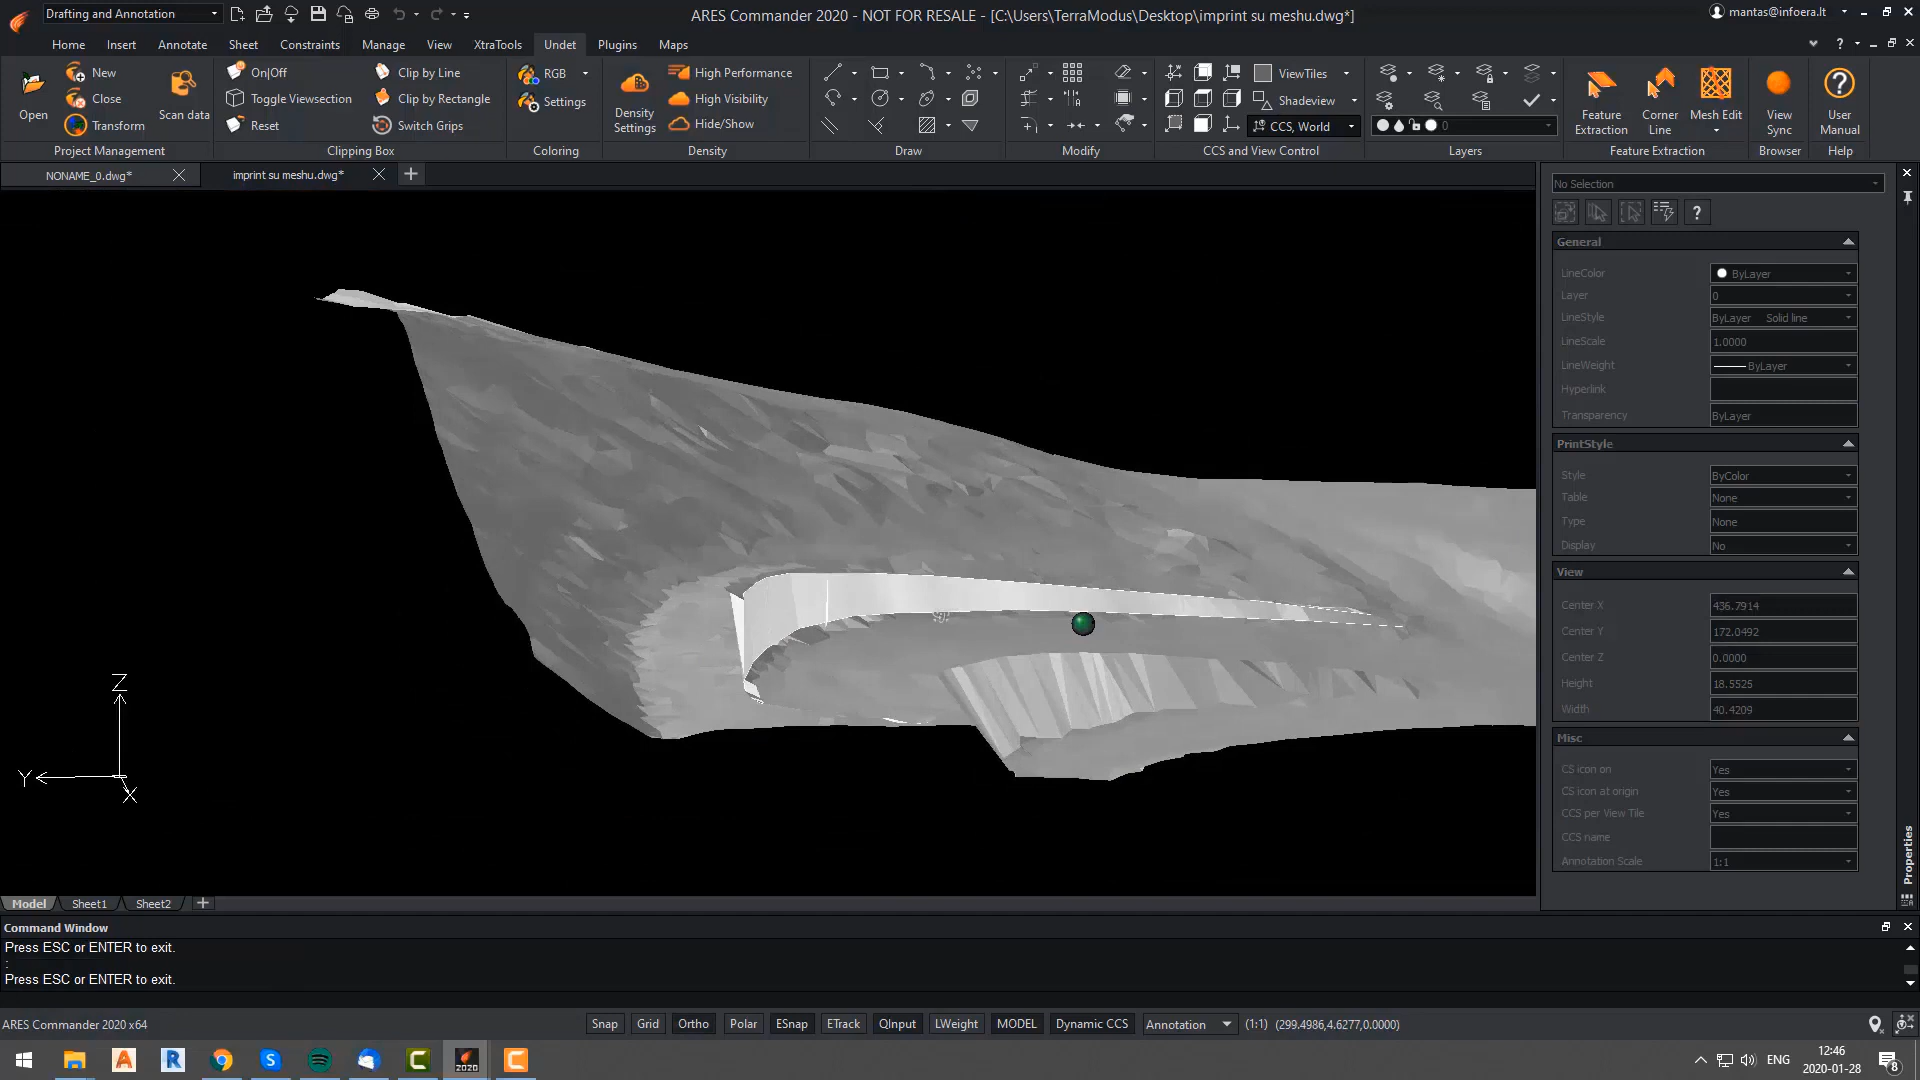 Drafting and Annotation
ARES Commander 2020 - NOT FOR RESALE - [C:\Users\TerraModus\Desktop\imprint su meshu.dwg*]
mantas@infoera.lt
Home Insert Annotate Sheet Constraints Manage View XtraTools Undet Plugins Maps
Open
New
Close
Transform
Scan data
Project Management
On|Off
Toggle Viewsection
Reset
Clip by Line
Clip by Rectangle
Switch Grips
Clipping Box
RGB
Settings
Coloring
Density Settings
High Performance
High Visibility
Hide/Show
Density
Draw
Modify
ViewTiles
Shadeview
CCS, World
CCS and View Control
0
Layers
Feature Extraction
Corner Line
Mesh Edit
Feature Extraction
View Sync
Browser
User Manual
Help
NONAME_0.dwg*
imprint su meshu.dwg*
No Selection
General
LineColor ByLayer
Layer 0
LineStyle ByLayer Solid line
LineScale 1.0000
LineWeight ByLayer
Hyperlink
Transparency ByLayer
PrintStyle
Style ByColor
Table None
Type None
Display No
View
Center X 436.7914
Center Y 172.0492
Center Z 0.0000
Height 18.5525
Width 40.4209
Misc
CS icon on Yes
CS icon at origin Yes
CCS per View Tile Yes
CCS name
Annotation Scale 1:1
Properties
Z
Y
X
Model Sheet1 Sheet2
Command Window
Press ESC or ENTER to exit.
:
Press ESC or ENTER to exit.
ARES Commander 2020 x64
Snap Grid Ortho Polar ESnap ETrack QInput LWeight MODEL Dynamic CCS Annotation (1:1) (299.4986,4.6277,0.0000)
2020
ENG
12:46
2020-01-28
8